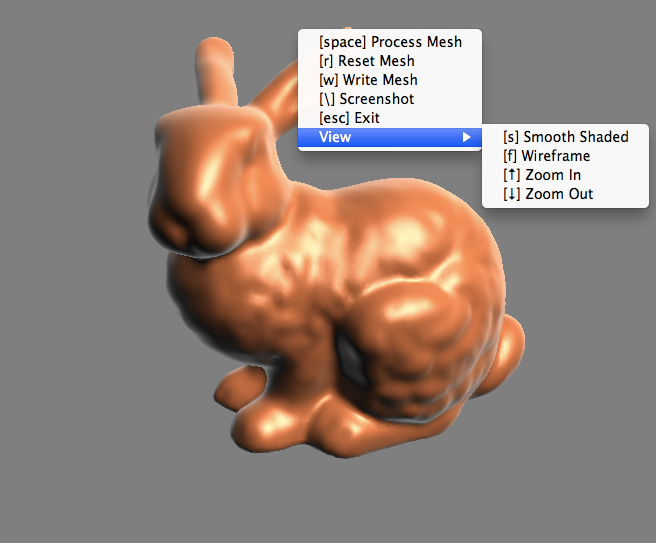 [space] Process Mesh
[r] Reset Mesh
[w] Write Mesh
[\] Screenshot
[esc] Exit
View
[s] Smooth Shaded
[f] Wireframe
[↑] Zoom In
[↓] Zoom Out